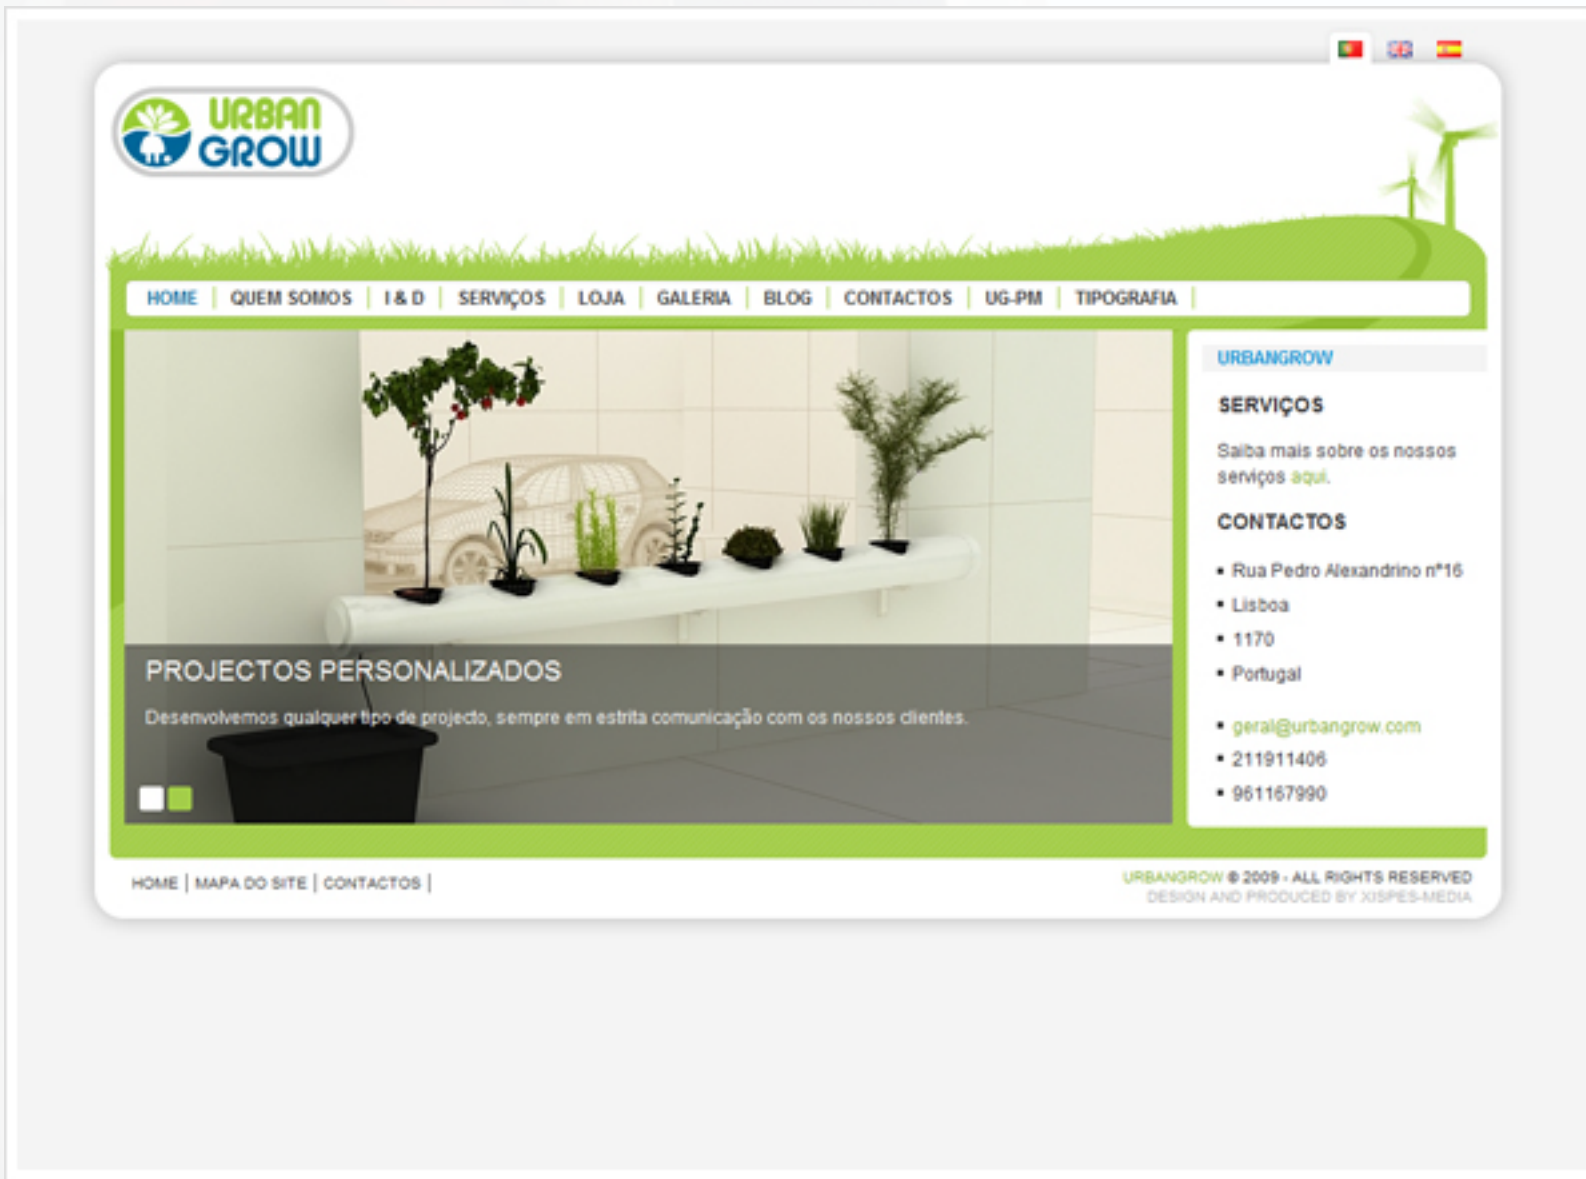 URBAN
GROW
HOME
QUEM SOMOS
I & D
SERVIÇOS
LOJA
GALERIA
BLOG
CONTACTOS
UG-PM
TIPOGRAFIA
PROJECTOS PERSONALIZADOS
Desenvolvemos qualquer tipo de projecto, sempre em estrita comunicação com os nossos clientes.
URBANGROW
SERVIÇOS
Saiba mais sobre os nossos
serviços aqui.
CONTACTOS
Rua Pedro Alexandrino nº16
Lisboa
1170
Portugal
geral@urbangrow.com
211911406
961167990
HOME | MAPA DO SITE | CONTACTOS |
URBANGROW © 2009 - ALL RIGHTS RESERVED
DESIGN AND PRODUCED BY XISPES-MEDIA